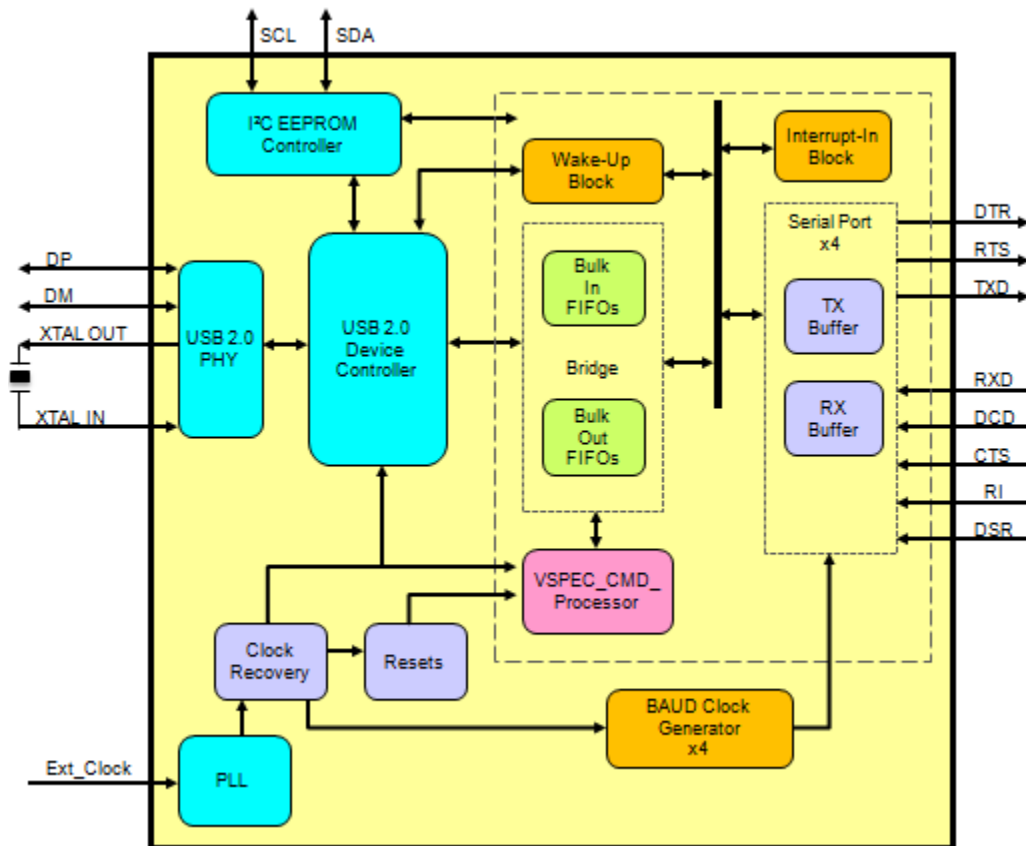 SCL
SDA
I²C EEPROM
Controller
Wake-Up
Block
Interrupt-In
Block
DP
DM
XTAL OUT
XTAL IN
USB 2.0
PHY
USB 2.0
Device
Controller
Bulk
In
FIFOs
Bridge
Bulk
Out
FIFOs
Serial Port
x4
TX
Buffer
RX
Buffer
DTR
RTS
TXD
RXD
DCD
CTS
RI
DSR
VSPEC_CMD_
Processor
Clock
Recovery
Resets
BAUD Clock
Generator
x4
Ext_Clock
PLL